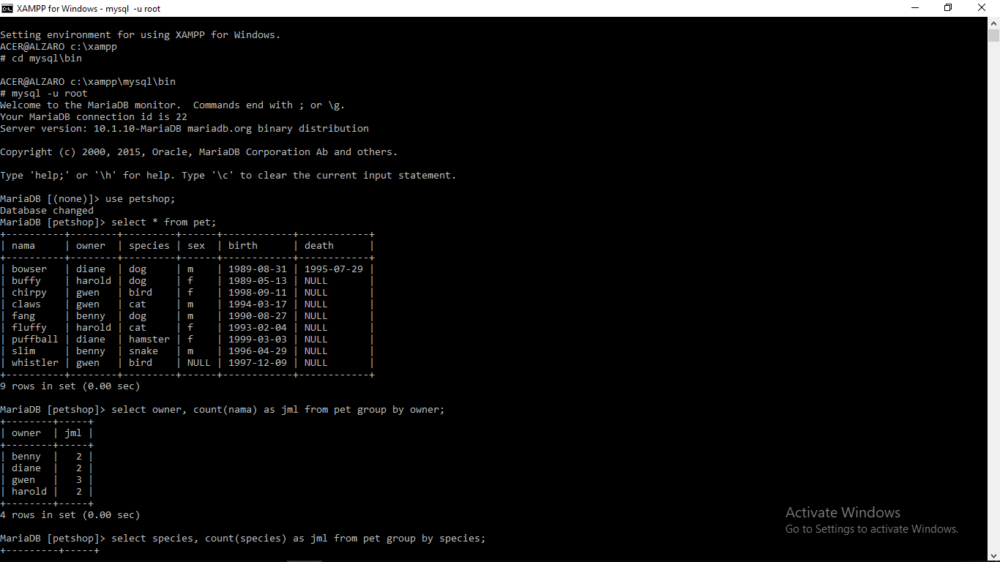 XAMPP for Windows - mysql  -u root
Setting environment for using XAMPP for Windows.
ACER@ALZARO c:\xampp
# cd mysql\bin
ACER@ALZARO c:\xampp\mysql\bin
# mysql -u root
Welcome to the MariaDB monitor.  Commands end with ; or \g.
Your MariaDB connection id is 22
Server version: 10.1.10-MariaDB mariadb.org binary distribution
Copyright (c) 2000, 2015, Oracle, MariaDB Corporation Ab and others.
Type 'help;' or '\h' for help. Type '\c' to clear the current input statement.
MariaDB [(none)]> use petshop;
Database changed
MariaDB [petshop]> select * from pet;
+----------+--------+---------+------+------------+------------+
| nama     | owner  | species | sex  | birth      | death      |
+----------+--------+---------+------+------------+------------+
| bowser   | diane  | dog     | m    | 1989-08-31 | 1995-07-29 |
| buffy    | harold | dog     | f    | 1989-05-13 | NULL       |
| chirpy   | gwen   | bird    | f    | 1998-09-11 | NULL       |
| claws    | gwen   | cat     | m    | 1994-03-17 | NULL       |
| fang     | benny  | dog     | m    | 1990-08-27 | NULL       |
| fluffy   | harold | cat     | f    | 1993-02-04 | NULL       |
| puffball | diane  | hamster | f    | 1999-03-03 | NULL       |
| slim     | benny  | snake   | m    | 1996-04-29 | NULL       |
| whistler | gwen   | bird    | NULL | 1997-12-09 | NULL       |
+----------+--------+---------+------+------------+------------+
9 rows in set (0.00 sec)
MariaDB [petshop]> select owner, count(nama) as jml from pet group by owner;
+--------+-----+
| owner  | jml |
+--------+-----+
| benny  |   2 |
| diane  |   2 |
| gwen   |   3 |
| harold |   2 |
+--------+-----+
4 rows in set (0.00 sec)
MariaDB [petshop]> select species, count(species) as jml from pet group by species;
+---------+-----+
Activate Windows
Go to Settings to activate Windows.